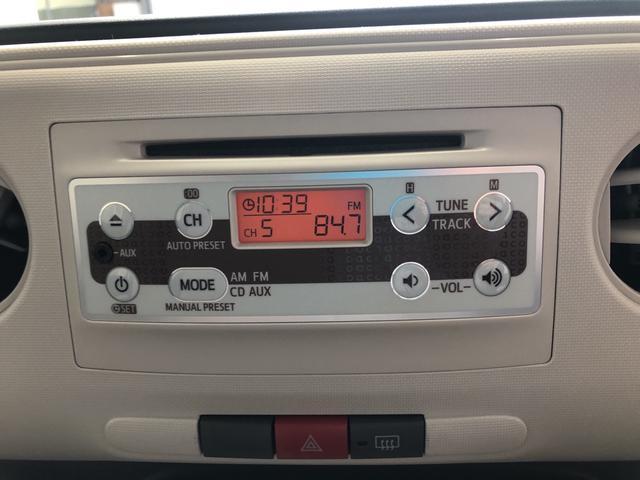 :00
H
M
CH
AUTO PRESET
10:39
FM
CH 5
84.7
TUNE
TRACK
AUX
SET
MODE
AM FM
CD AUX
MANUAL PRESET
VOL